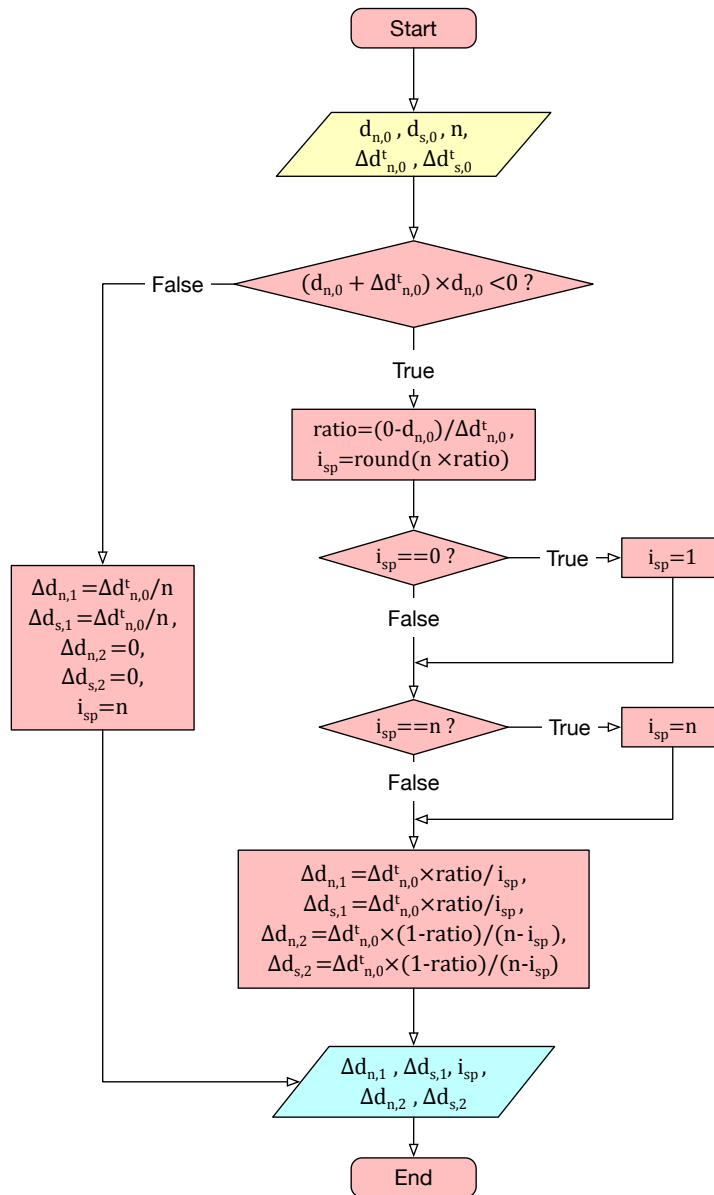 Start
d_{n,0} , d_{s,0} , n,
Δd^t_{n,0} , Δd^t_{s,0}
(d_{n,0} + Δd^t_{n,0}) × d_{n,0} <0 ?
False
True
ratio=(0-d_{n,0})/Δd^t_{n,0} ,
i_{sp}=round(n ×ratio)
i_{sp}==0 ?
True
i_{sp}=1
False
Δd_{n,1}=Δd^t_{n,0}/n
Δd_{s,1}=Δd^t_{n,0}/n ,
Δd_{n,2}=0,
Δd_{s,2}=0,
i_{sp}=n
i_{sp}==n ?
True
i_{sp}=n
False
Δd_{n,1}=Δd^t_{n,0}×ratio/i_{sp},
Δd_{s,1}=Δd^t_{n,0}×ratio/i_{sp},
Δd_{n,2}=Δd^t_{n,0}×(1-ratio)/(n-i_{sp}),
Δd_{s,2}=Δd^t_{n,0}×(1-ratio)/(n-i_{sp})
Δd_{n,1} , Δd_{s,1}, i_{sp},
Δd_{n,2} , Δd_{s,2}
End